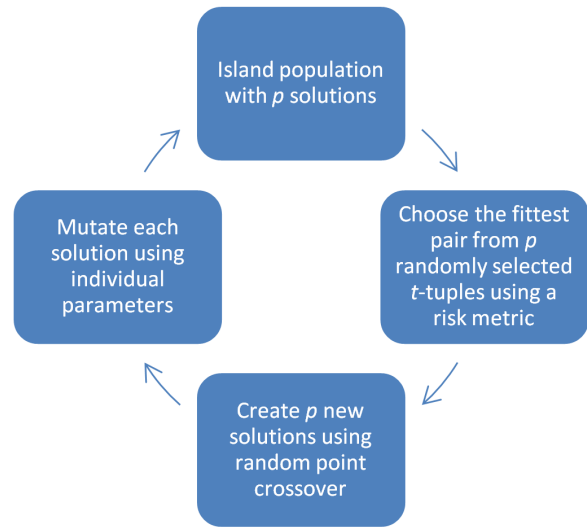 Island population
with p solutions
Choose the fittest
pair from p
randomly selected
t-tuples using a
risk metric
Create p new
solutions using
random point
crossover
Mutate each
solution using
individual
parameters